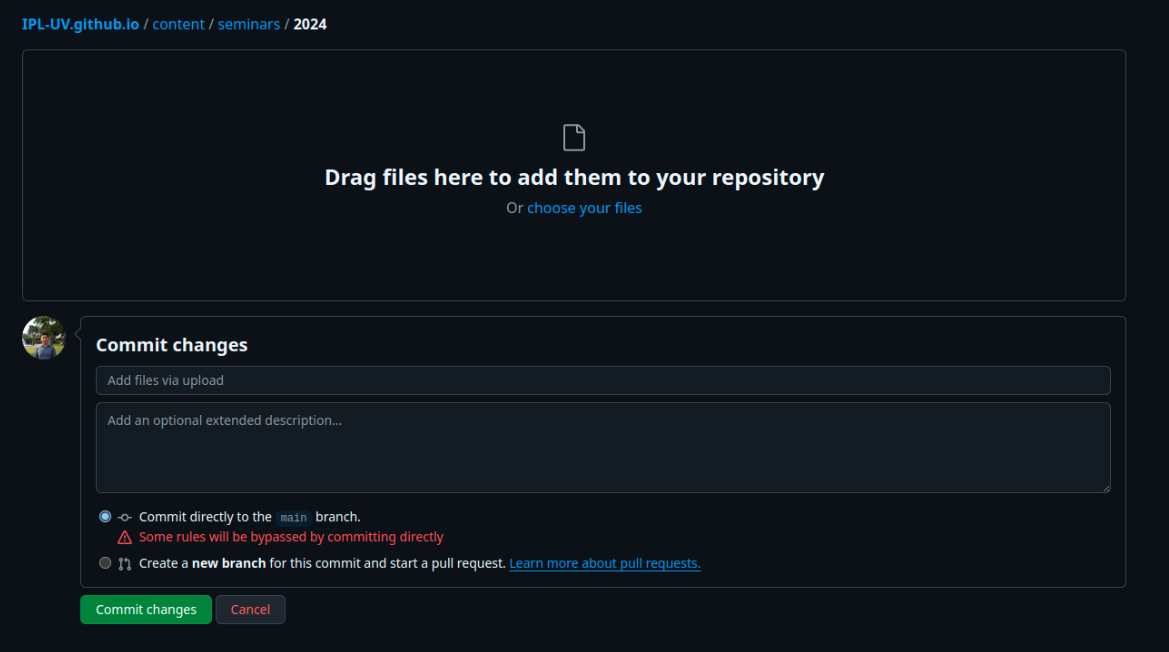 IPL-UV.github.io / content / seminars / 2024
Drag files here to add them to your repository
Or choose your files
Commit changes
Add files via upload
Add an optional extended description...
Commit directly to the main branch.
Some rules will be bypassed by committing directly
Create a new branch for this commit and start a pull request. Learn more about pull requests.
Commit changes Cancel